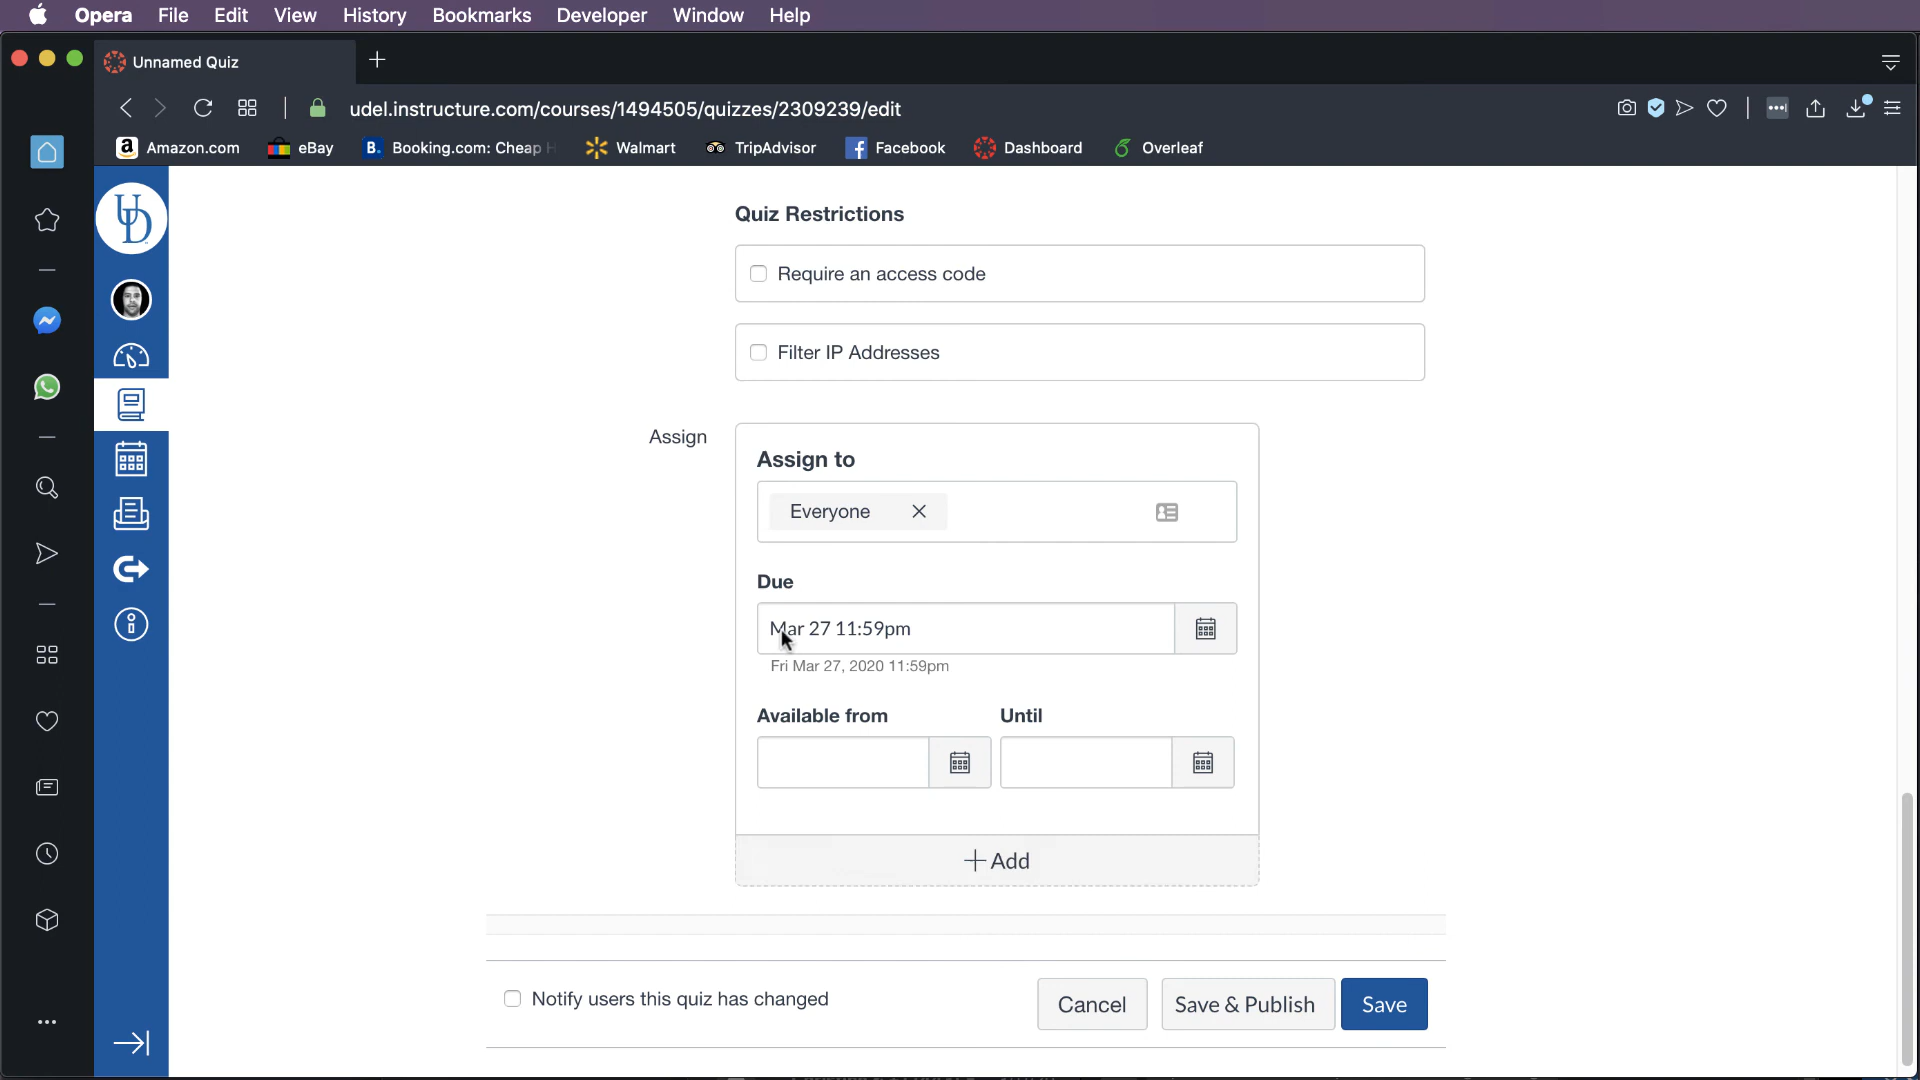 Opera File Edit View History Bookmarks Developer Window Help
Unnamed Quiz
udel.instructure.com/courses/1494505/quizzes/2309239/edit
Amazon.com eBay B. Booking.com: Cheap H Walmart TripAdvisor Facebook Dashboard Overleaf
UD
Quiz Restrictions
Require an access code
Filter IP Addresses
Assign
Assign to
Everyone
Due
Mar 27 11:59pm
Fri Mar 27, 2020 11:59pm
Available from Until
+ Add
Notify users this quiz has changed
Cancel Save & Publish Save